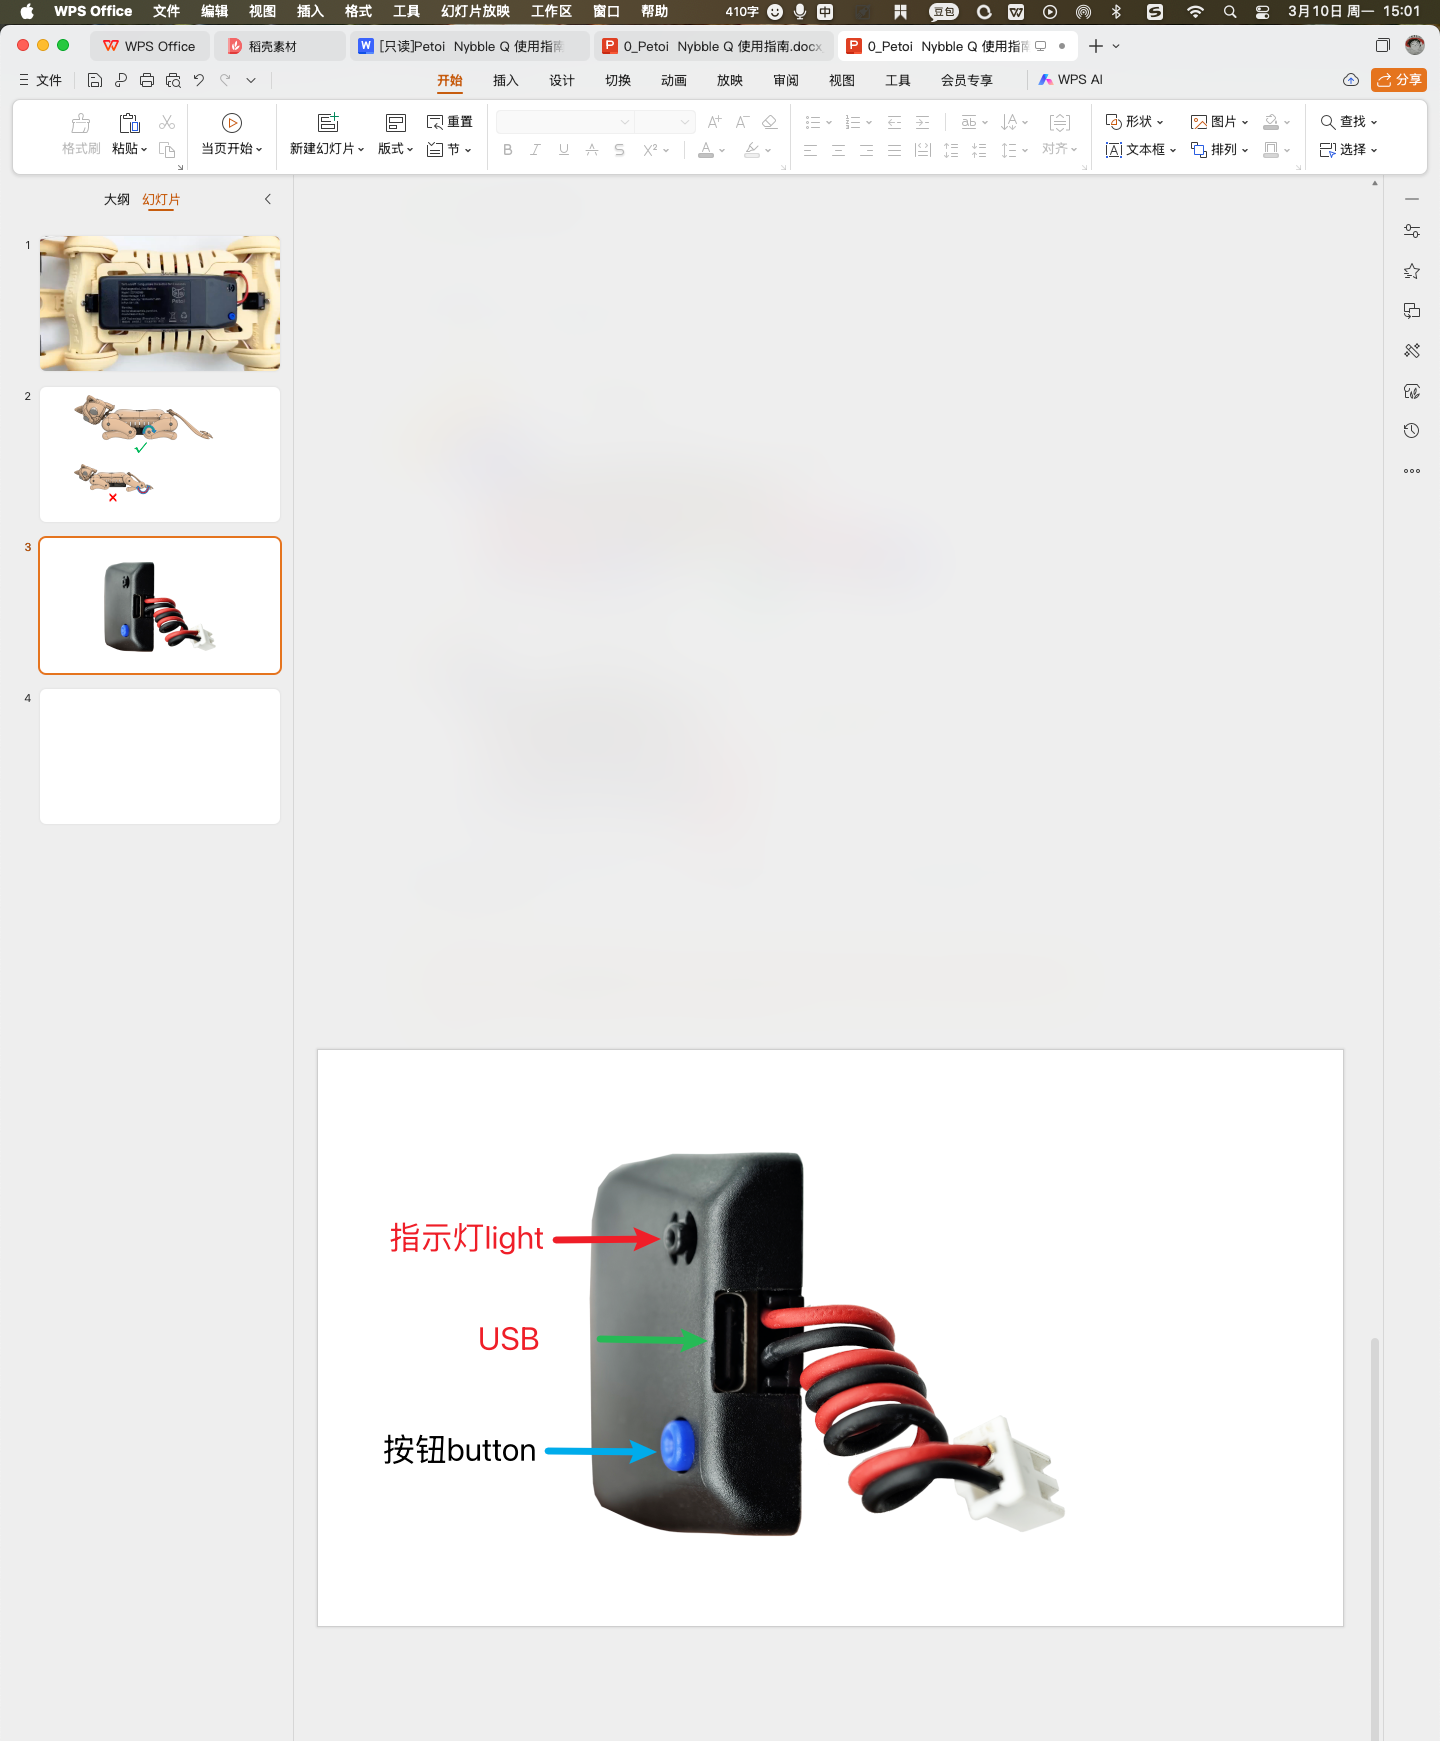 WPS Office 文件 编辑 视图 插入 格式 工具 幻灯片放映 工作区 窗口 帮助 410字 中 豆包 3月10日 周一 15:01
WPS Office 稻壳素材 [只读]Petoi Nybble Q 使用指南 0_Petoi Nybble Q 使用指南.docx 0_Petoi Nybble Q 使用指南
文件 开始 插入 设计 切换 动画 放映 审阅 视图 工具 会员专享 WPS AI 分享
格式刷 粘贴 当页开始 新建幻灯片 版式 重置 节 对齐 形状 文本框 图片 排列 查找 选择
大纲 幻灯片
1
2
3
4
指示灯light
USB
按钮button